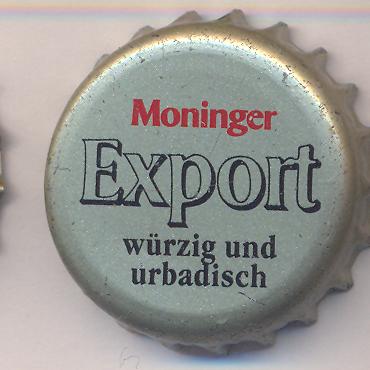 Moninger
Export
würzig und
urbadisch